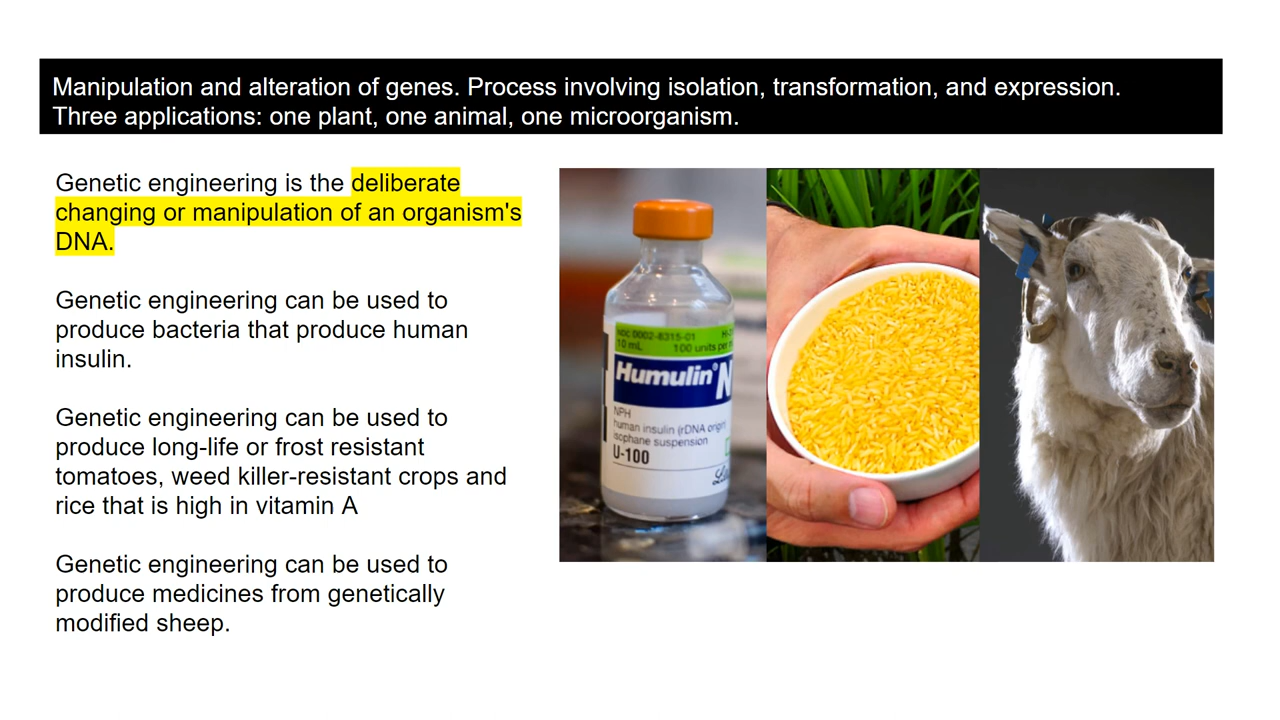 Manipulation and alteration of genes. Process involving isolation, transformation, and expression.
Three applications: one plant, one animal, one microorganism.
Genetic engineering is the deliberate
changing or manipulation of an organism's
DNA.
Genetic engineering can be used to
produce bacteria that produce human
insulin.
Genetic engineering can be used to
produce long-life or frost resistant
tomatoes, weed killer-resistant crops and
rice that is high in vitamin A
Genetic engineering can be used to
produce medicines from genetically
modified sheep.
NDC 0002-8315-01
10 mL 100 units per
Humulin® N
NPH
human insulin (rDNA origin)
isophane suspension
U-100